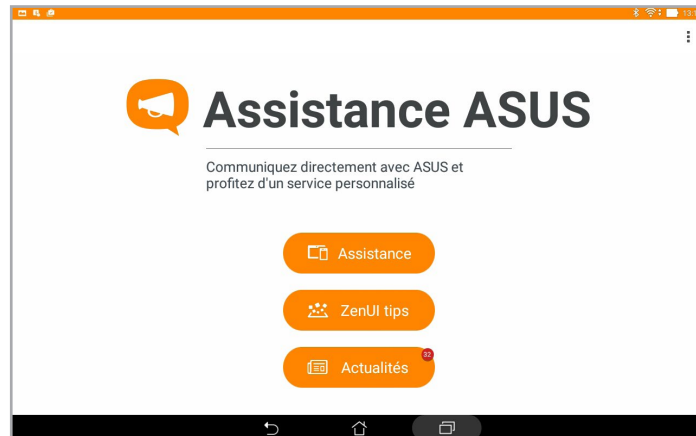 Assistance ASUS
Communiquez directement avec ASUS et
profitez d'un service personnalisé
Assistance
ZenUI tips
32
Actualités